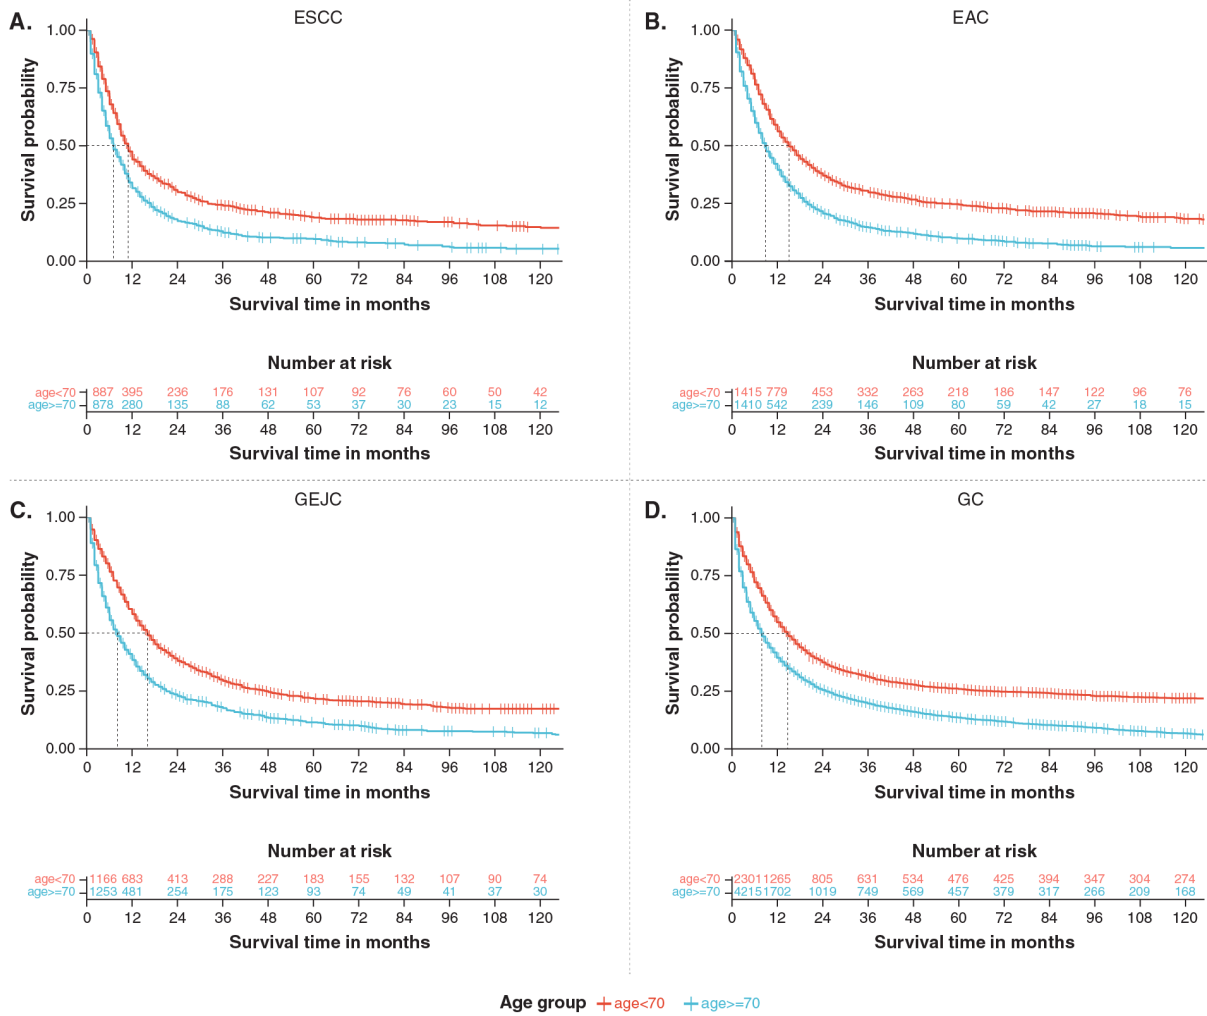 A.
ESCC
Survival probability
1.00
0.75
0.50
0.25
0.00
0 12 24 36 48 60 72 84 96 108 120
Survival time in months
Number at risk
age<70 887 395 236 176 131 107 92 76 60 50 42
age>=70 878 280 135 88 62 53 37 30 23 15 12
0 12 24 36 48 60 72 84 96 108 120
Survival time in months
B.
EAC
Survival probability
1.00
0.75
0.50
0.25
0.00
0 12 24 36 48 60 72 84 96 108 120
Survival time in months
Number at risk
age<70 1415 779 453 332 263 218 186 147 122 96 76
age>=70 1410 542 239 146 109 80 59 42 27 18 15
0 12 24 36 48 60 72 84 96 108 120
Survival time in months
C.
GEJC
Survival probability
1.00
0.75
0.50
0.25
0.00
0 12 24 36 48 60 72 84 96 108 120
Survival time in months
Number at risk
age<70 1166 683 413 288 227 183 155 132 107 90 74
age>=70 1253 481 254 175 123 93 74 49 41 37 30
0 12 24 36 48 60 72 84 96 108 120
Survival time in months
D.
GC
Survival probability
1.00
0.75
0.50
0.25
0.00
0 12 24 36 48 60 72 84 96 108 120
Survival time in months
Number at risk
age<70 2301 1265 805 631 534 476 425 394 347 304 274
age>=70 4215 1702 1019 749 569 457 379 317 266 209 168
0 12 24 36 48 60 72 84 96 108 120
Survival time in months
Age group age<70 age>=70